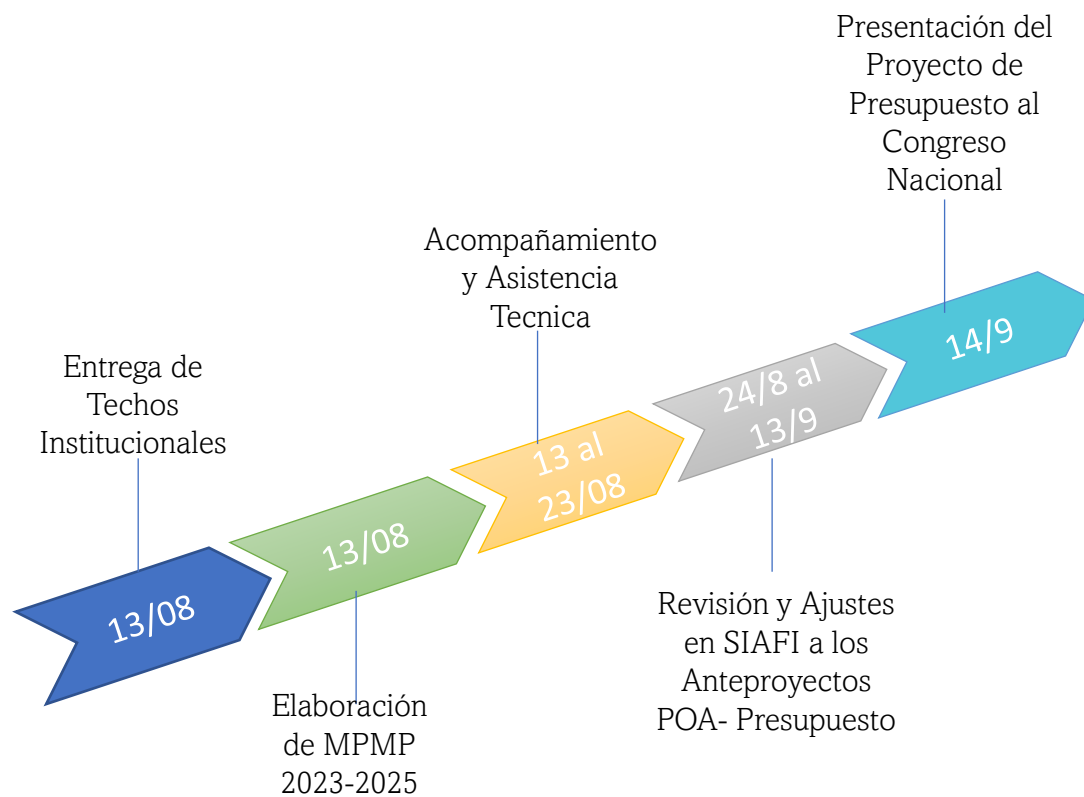 Entrega de
Techos
Institucionales
13/08
13/08
Elaboración
de MPMP
2023-2025
Acompañamiento
y Asistencia
Tecnica
13 al
23/08
24/8 al
13/9
Revisión y Ajustes
en SIAFI a los
Anteproyectos
POA- Presupuesto
Presentación del
Proyecto de
Presupuesto al
Congreso
Nacional
14/9